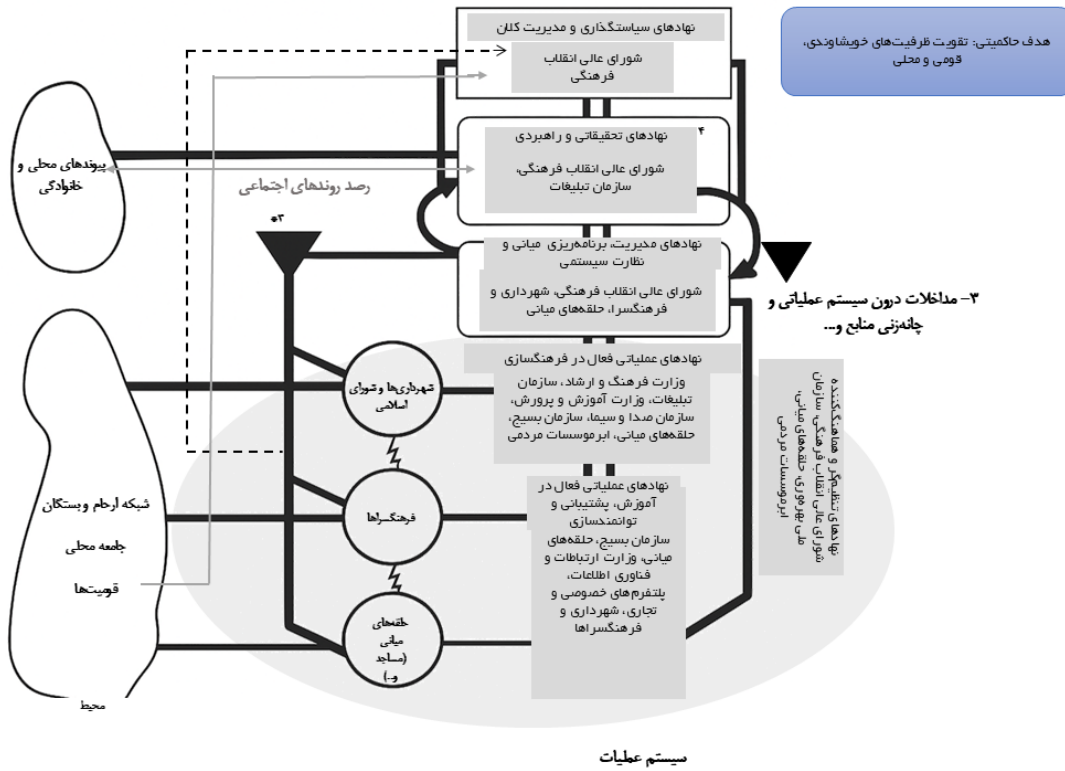 هدف حاکمیتی: تقویت ظرفیت‌های خویشاوندی،
قومی و محلی
نهادهای سیاستگذاری و مدیریت کلان
شورای عالی انقلاب
فرهنگی
۴
نهادهای تحقیقاتی و راهبردی
شورای عالی انقلاب فرهنگی،
سازمان تبلیغات
پیوندهای محلی و
خانوادگی
رصد روندهای اجتماعی
۳*
نهادهای مدیریت، برنامه‌ریزی میانی و
نظارت سیستمی
شورای عالی انقلاب فرهنگی، شهرداری و
فرهنگسرا، حلقه‌های میانی
۳- مداخلات درون سیستم عملیاتی و
چانه‌زنی منابع و...
نهادهای عملیاتی فعال در فرهنگسازی
وزارت فرهنگ و ارشاد، سازمان
تبلیغات، وزارت آموزش و پرورش،
سازمان صدا و سیما، سازمان بسیج،
حلقه‌های میانی، ابرموسسات مردمی
شهرداری‌ها و شورای
اسلامی
نهادهای تنظیم‌گر و هماهنگ‌کننده
شورای عالی انقلاب فرهنگی، سازمان
ملی بهره‌وری، حلقه‌های میانی،
ابرموسسات مردمی
نهادهای عملیاتی فعال در
آموزش، پشتیبانی و
توانمندسازی
سازمان بسیج، حلقه‌های
میانی، وزارت ارتباطات و
فناوری اطلاعات،
پلتفرم‌های خصوصی و
تجاری، شهرداری و
فرهنگسراها
فرهنگسراها
شبکه أرحام و بستگان
جامعه محلی
قومیت‌ها
حلقه‌های
میانی
(مساجد
و..)
محیط
سیستم عملیات